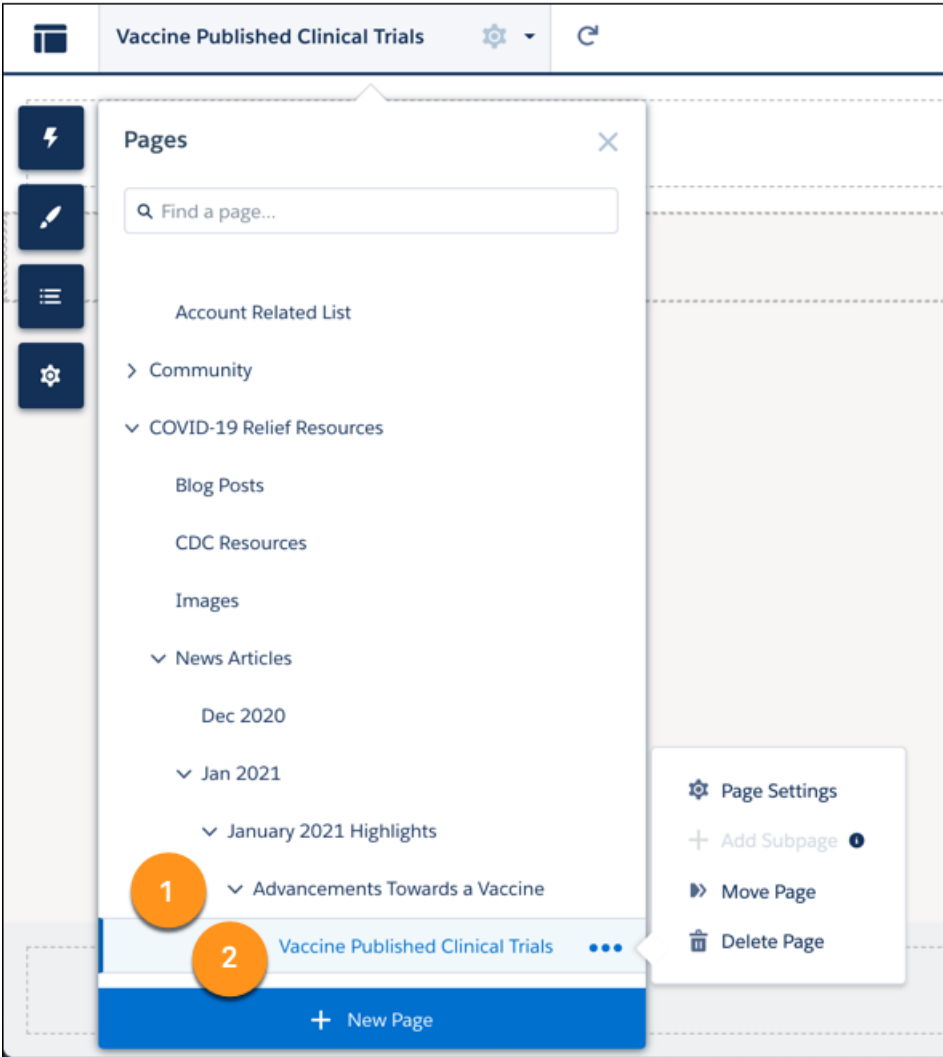 Vaccine Published Clinical Trials
Pages
Find a page...
Account Related List
Community
COVID-19 Relief Resources
Blog Posts
CDC Resources
Images
News Articles
Dec 2020
Jan 2021
January 2021 Highlights
1 Advancements Towards a Vaccine
2 Vaccine Published Clinical Trials
New Page
Page Settings
Add Subpage
Move Page
Delete Page